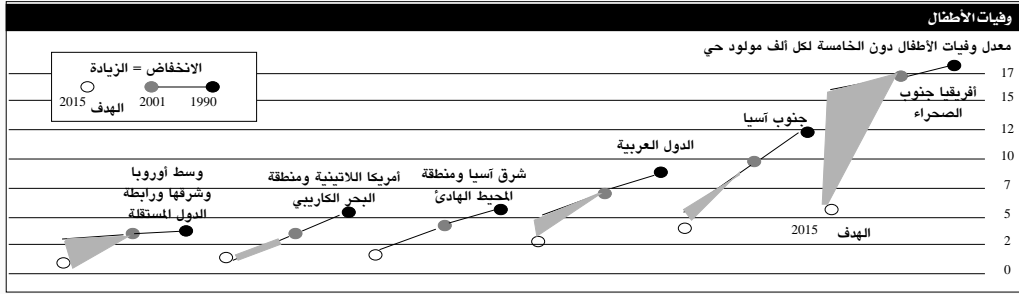 وفيات الأطفال
معدل وفيات الأطفال دون الخامسة لكل ألف مولود حي
الانخفاض = الزيادة
1990 2001 الهدف 2015
17
15
12
10
7
5
2
0
أفريقيا جنوب
الصحراء
جنوب آسيا
الدول العربية
شرق آسيا ومنطقة
المحيط الهادئ
أمريكا اللاتينية ومنطقة
البحر الكاريبي
وسط أوروبا
وشرقها ورابطة
الدول المستقلة
الهدف 2015